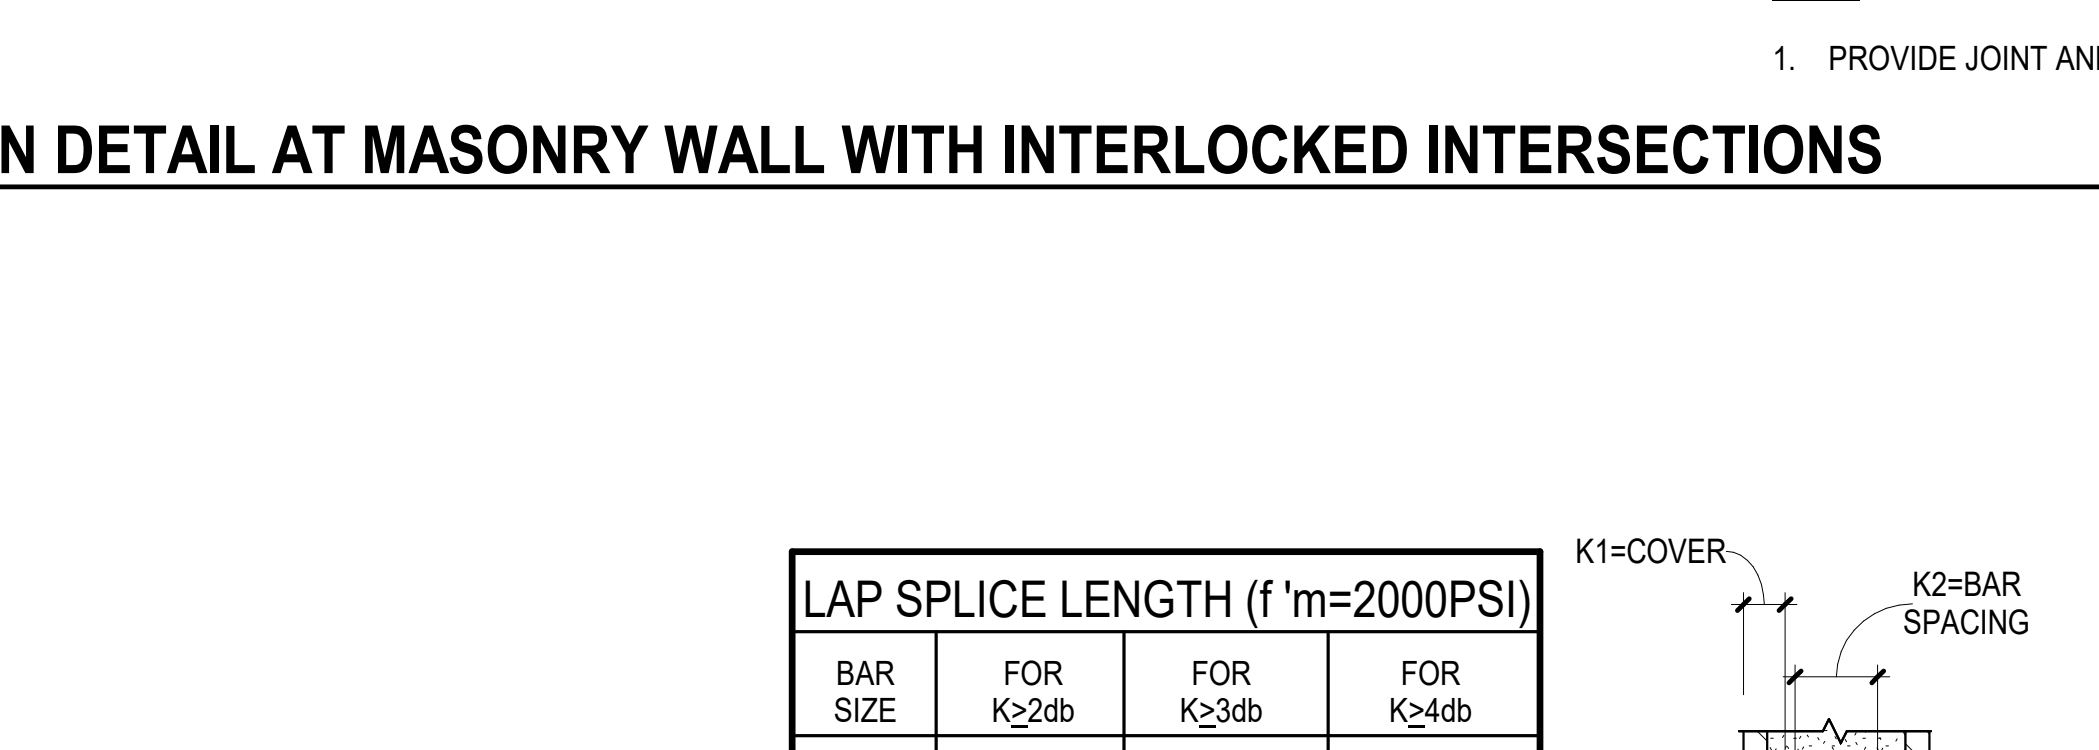 1. PROVIDE JOINT
DETAIL AT MASONRY WALL WITH INTERLOCKED INTERSECTIONS
LAP SPLICE LENGTH (f 'm=2000PSI)
BAR SIZE
FOR K≥2db
FOR K≥3db
FOR K≥4db
K1=COVER
K2=BAR
SPACING